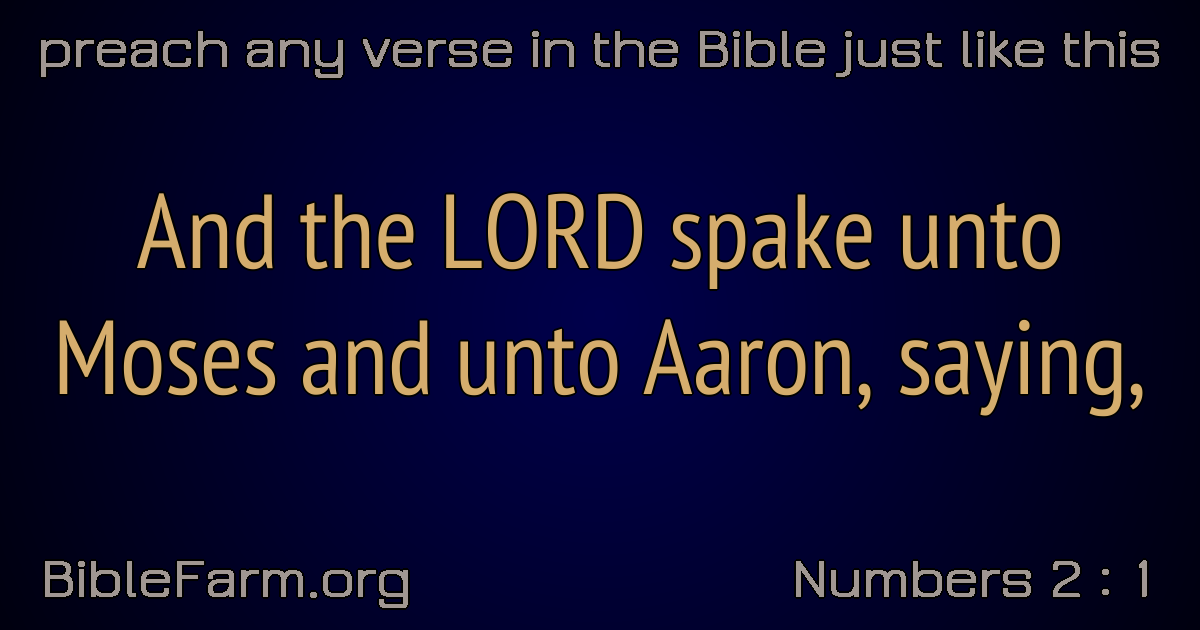 preach any verse in the Bible just like this
And the LORD spake unto
Moses and unto Aaron, saying,
BibleFarm.org
Numbers 2 : 1